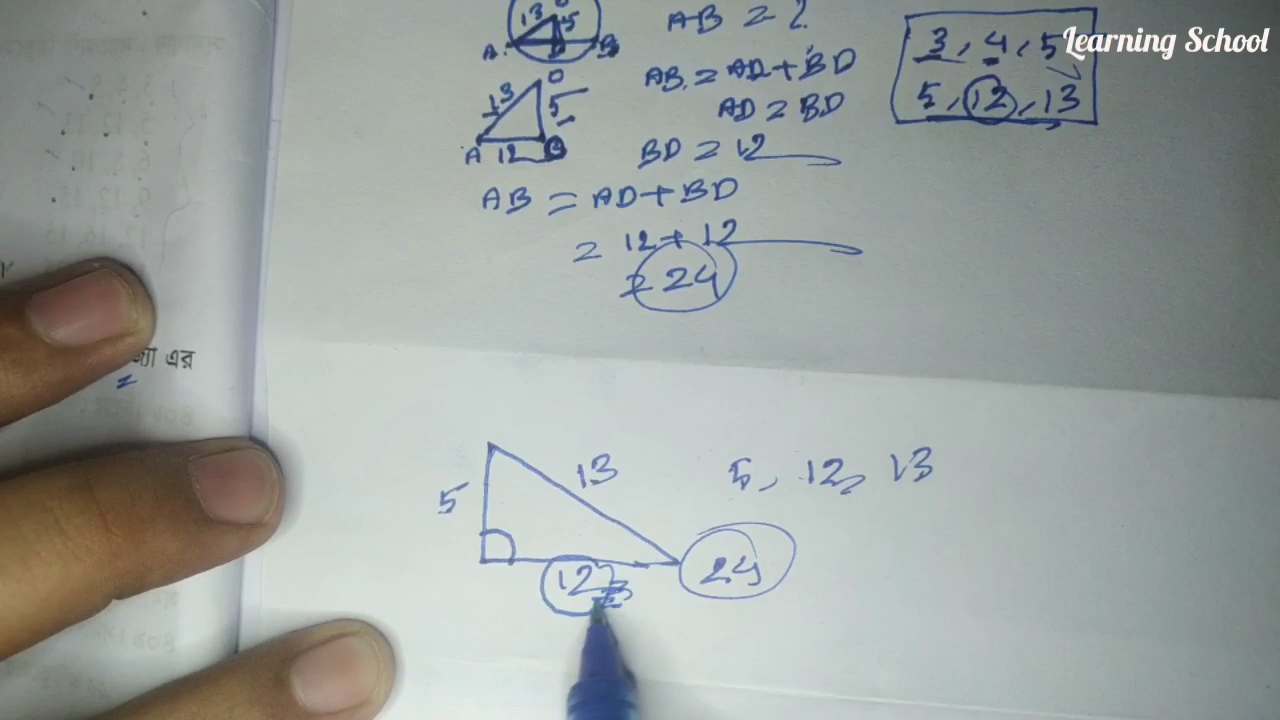 Learning School
13 5
A B
AB = ?
AB = AD + BD
AD = BD
BD = 12
3, 4, 5
5, 12, 13
O
13
5
A 12
AB = AD + BD
= 12 + 12
= 24
এর
5
13
12
24
5, 12, 13